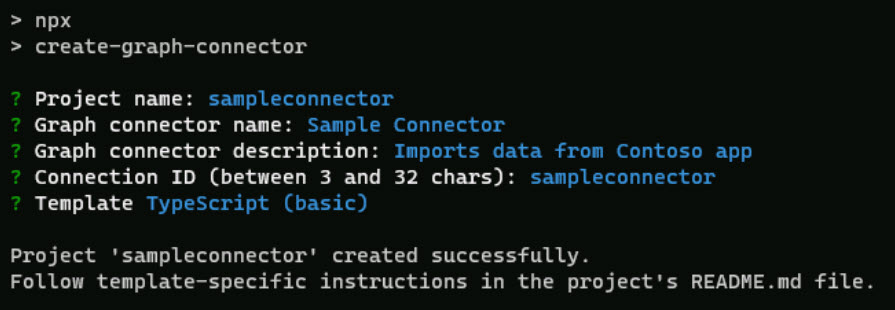 > npx
> create-graph-connector
? Project name: sampleconnector
? Graph connector name: Sample Connector
? Graph connector description: Imports data from Contoso app
? Connection ID (between 3 and 32 chars): sampleconnector
? Template TypeScript (basic)
Project 'sampleconnector' created successfully.
Follow template-specific instructions in the project's README.md file.